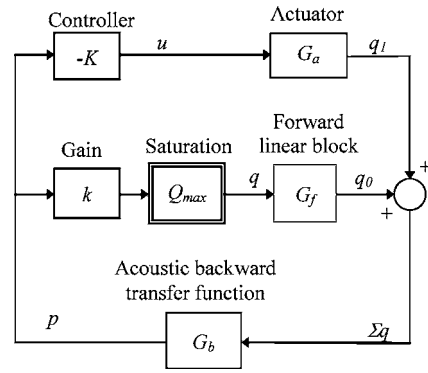 Controller
Actuator
-K
u
G_a
q_1
Gain
Saturation
Forward
linear block
k
Q_max
q
G_f
q_0
+
+
Acoustic backward
transfer function
p
G_b
Σq